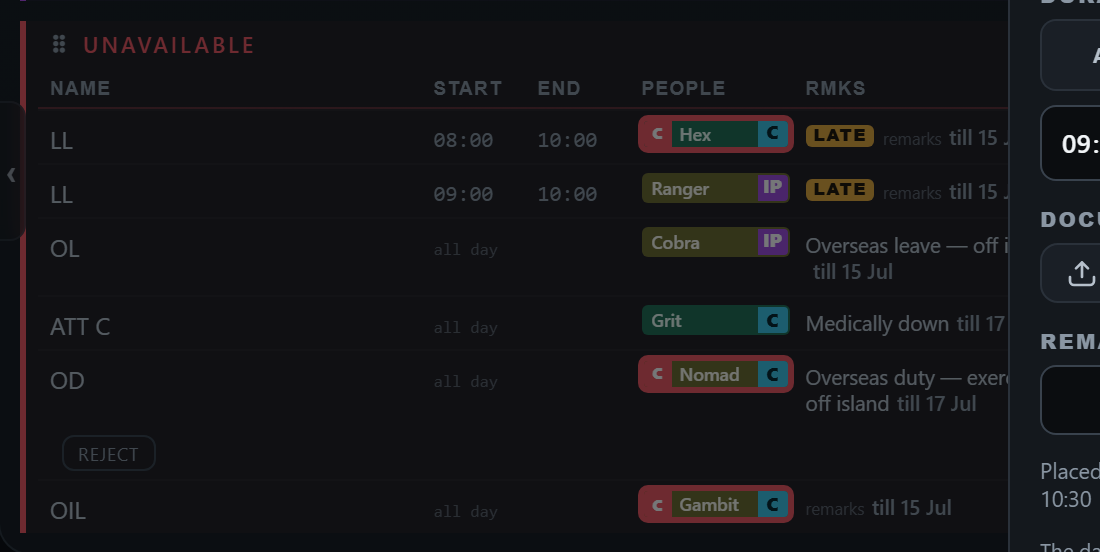 UNAVAILABLE
NAME START END PEOPLE RMKS
LL 08:00 10:00 C Hex C LATE remarks till 15 J
LL 09:00 10:00 Ranger IP LATE remarks till 15 J
OL all day Cobra IP Overseas leave — off i
till 15 Jul
ATT C all day Grit C Medically down till 17
OD all day C Nomad C Overseas duty — exer
off island till 17 Jul
REJECT
OIL all day C Gambit C remarks till 15 Jul
A
09:
DOCU
REMA
Placed
10:30